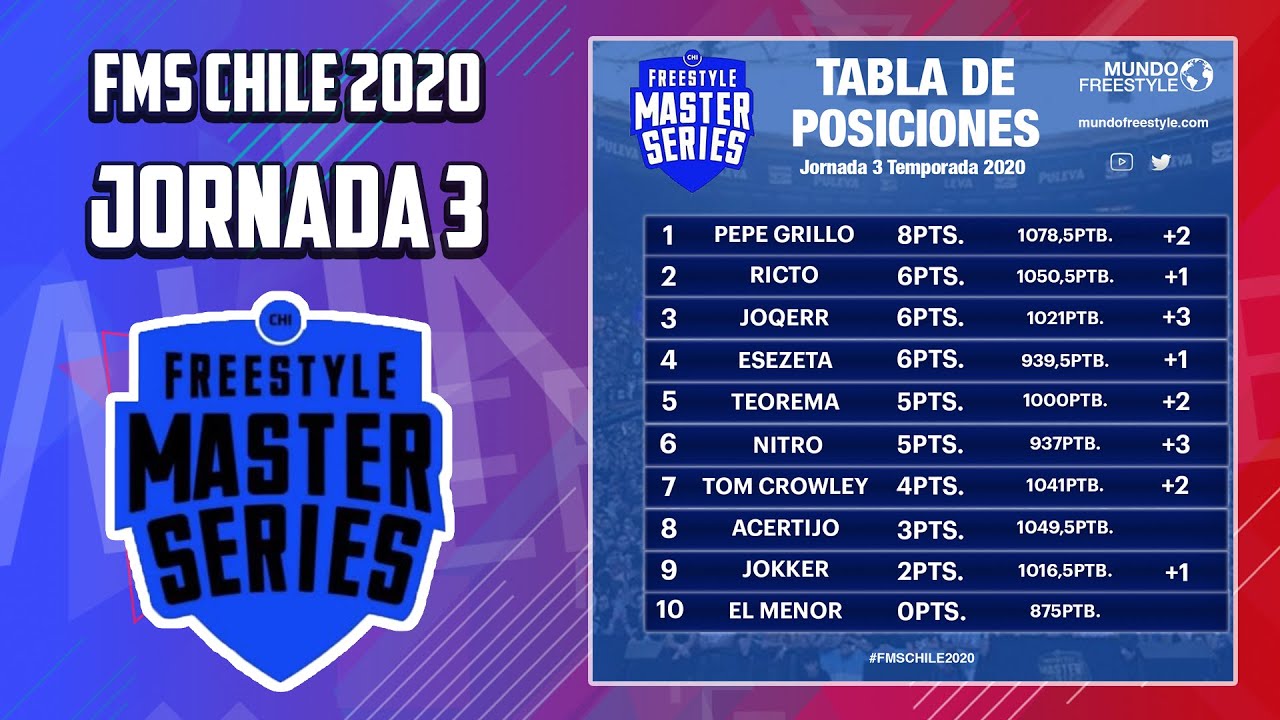 FMS CHILE 2020
JORNADA 3
CHI
FREESTYLE
MASTER
SERIES
CHI
FREESTYLE
MASTER
SERIES
TABLA DE
POSICIONES
Jornada 3 Temporada 2020
MUNDO
FREESTYLE
mundofreestyle.com
PULEVA
LEVA
PULEVA
1 PEPE GRILLO 8PTS. 1078,5PTB. +2
2 RICTO 6PTS. 1050,5PTB. +1
3 JOQERR 6PTS. 1021PTB. +3
4 ESEZETA 6PTS. 939,5PTB. +1
5 TEOREMA 5PTS. 1000PTB. +2
6 NITRO 5PTS. 937PTB. +3
7 TOM CROWLEY 4PTS. 1041PTB. +2
8 ACERTIJO 3PTS. 1049,5PTB.
9 JOKKER 2PTS. 1016,5PTB. +1
10 EL MENOR 0PTS. 875PTB.
#FMSCHILE2020